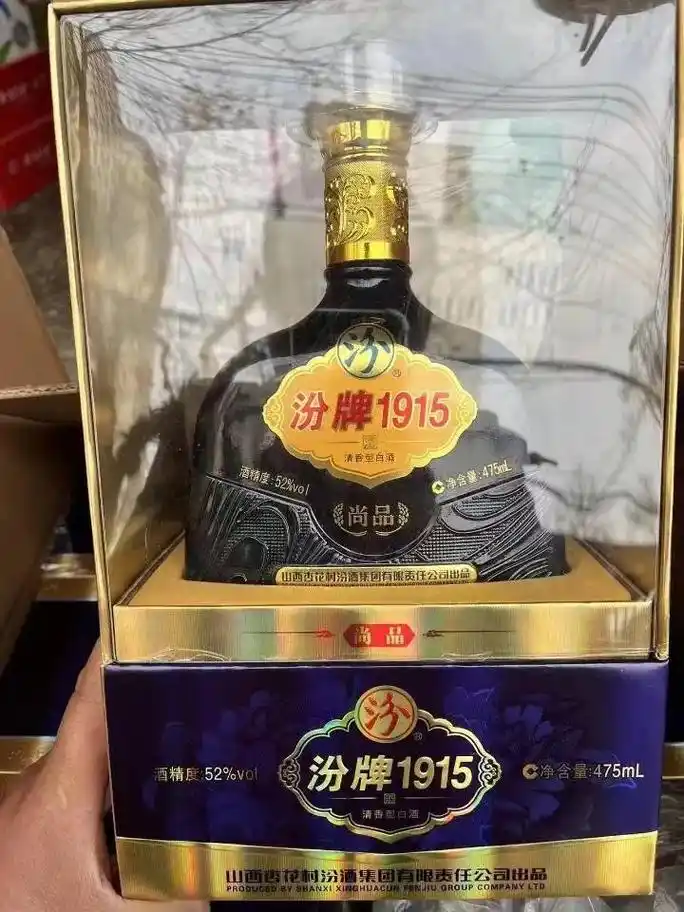 汾
®
汾牌1915
清香型白酒
酒精度:52%vol
净含量:475mL
尚品
山西杏花村汾酒集团有限责任公司出品
尚品
汾
®
汾牌1915
酒精度:52%vol
净含量:475mL
清香型白酒
山西杏花村汾酒集团有限责任公司出品
PRODUCED BY SHANXI XINGHUACUN FENJIU GROUP COMPANY LTD